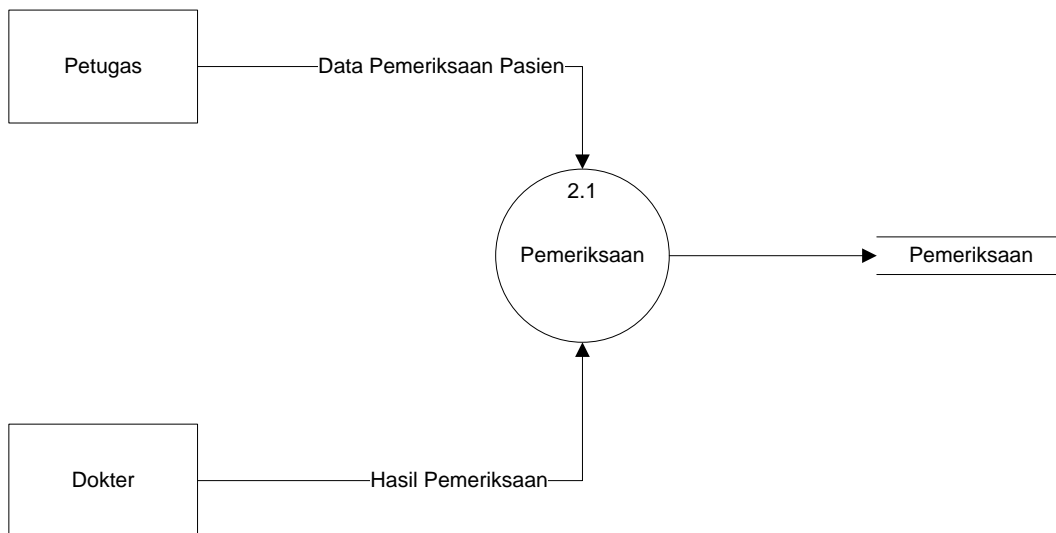 Petugas
Data Pemeriksaan Pasien
2.1
Pemeriksaan
Pemeriksaan
Dokter
Hasil Pemeriksaan